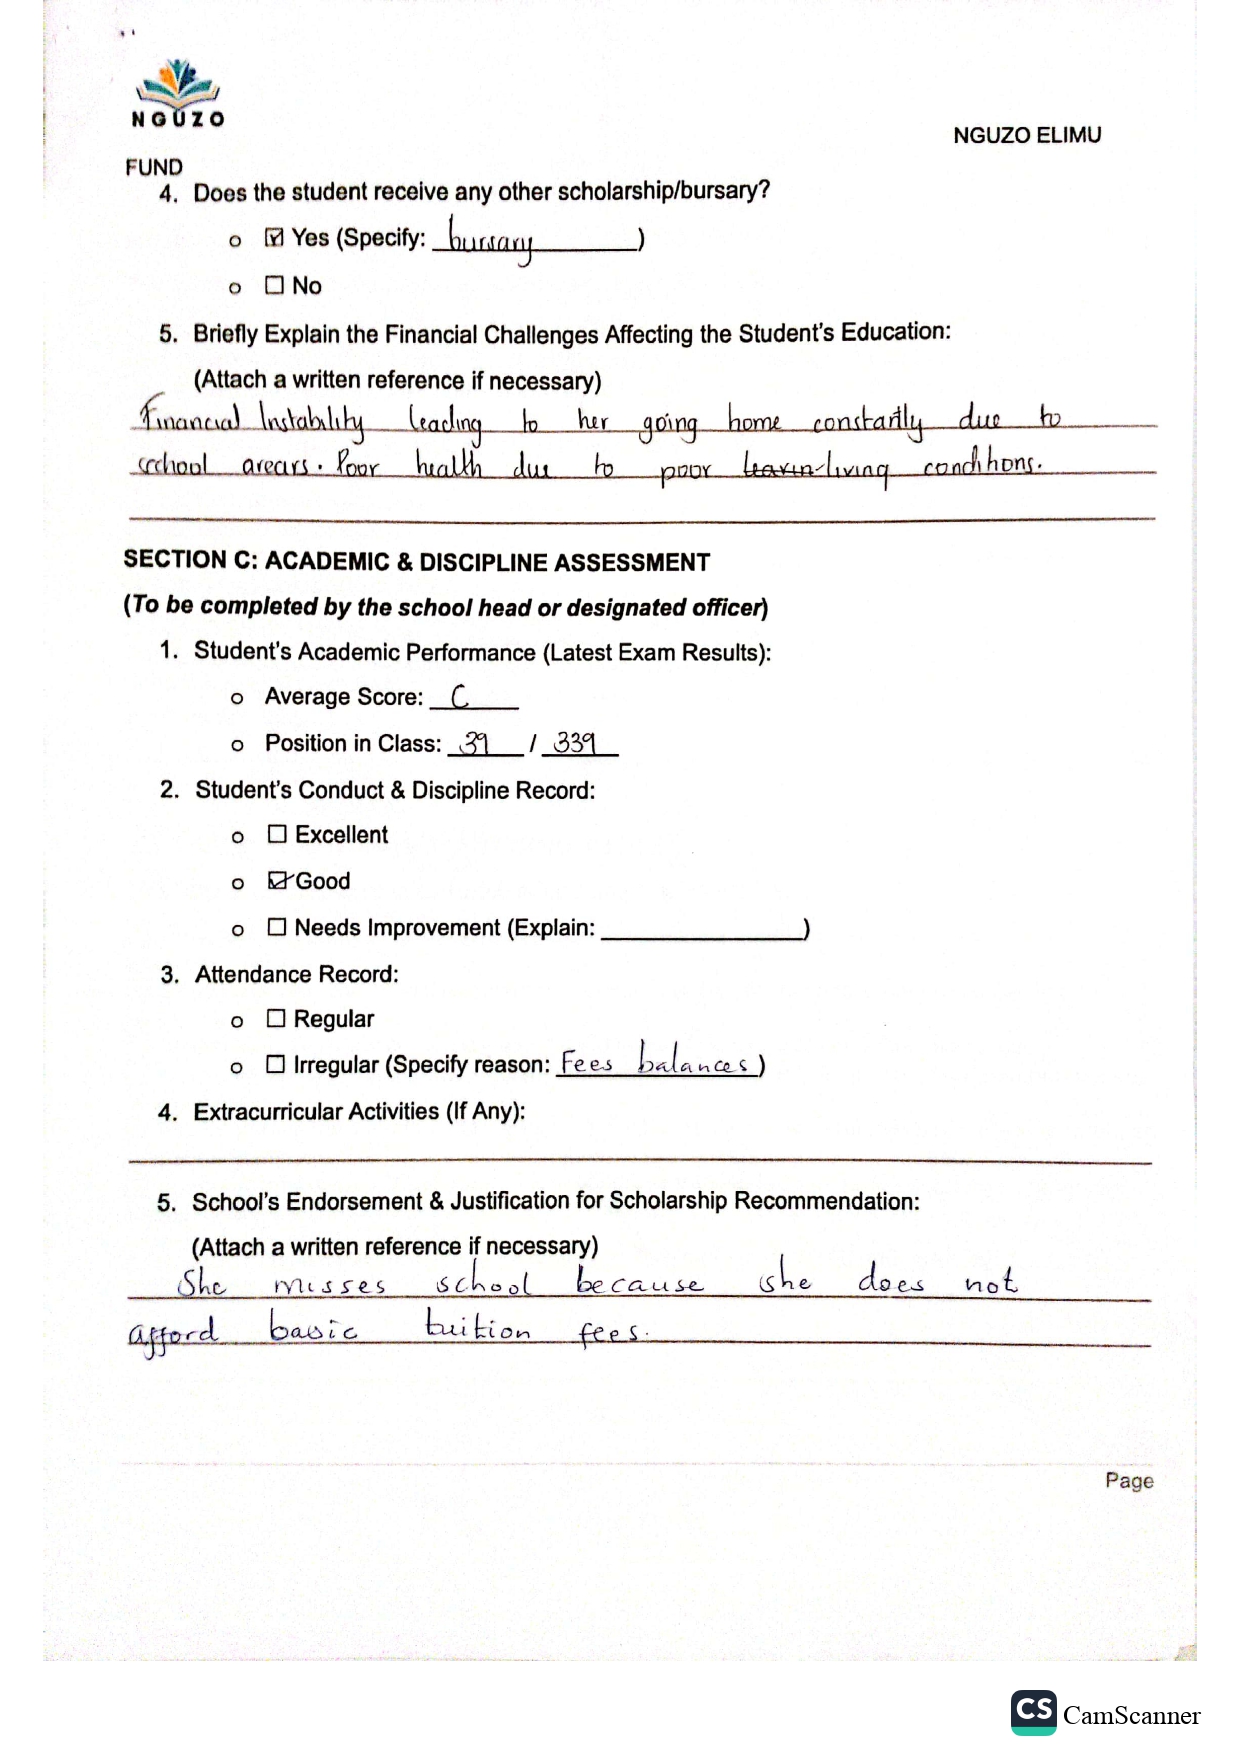 NGUZO
NGUZO ELIMU
FUND
4. Does the student receive any other scholarship/bursary?
o ☑ Yes (Specify: bursary)
o ☐ No
5. Briefly Explain the Financial Challenges Affecting the Student's Education:
(Attach a written reference if necessary)
Financial Instability leading to her going home constantly due to
school arears. Poor health due to poor living conditions.
SECTION C: ACADEMIC & DISCIPLINE ASSESSMENT
(To be completed by the school head or designated officer)
1. Student's Academic Performance (Latest Exam Results):
o Average Score: C
o Position in Class: 39 / 339
2. Student's Conduct & Discipline Record:
o ☐ Excellent
o ☑ Good
o ☐ Needs Improvement (Explain: ________)
3. Attendance Record:
o ☐ Regular
o ☐ Irregular (Specify reason: Fees balances)
4. Extracurricular Activities (If Any):
5. School's Endorsement & Justification for Scholarship Recommendation:
(Attach a written reference if necessary)
She misses school because she does not
afford basic tuition fees.
Page
CS CamScanner